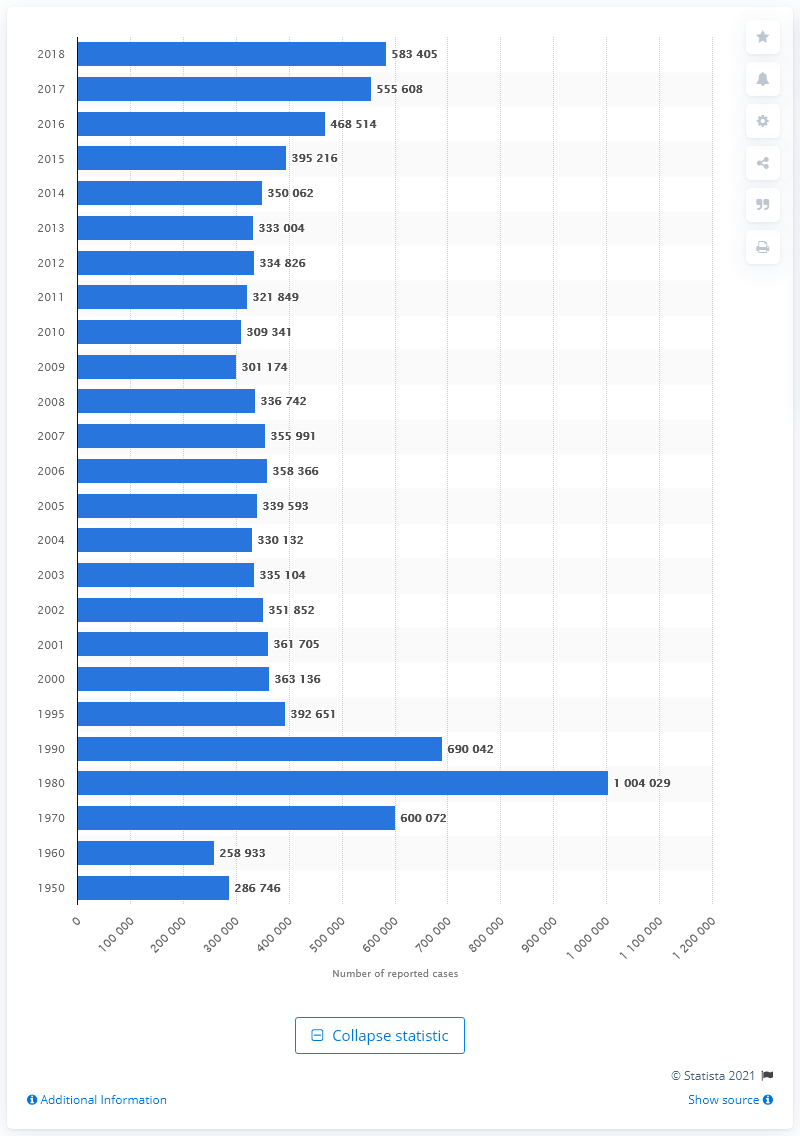 2018 583 405
2017 555 608
2016 468 514
2015 395 216
2014 350 062
2013 333 004
2012 334 826
2011 321 849
2010 309 341
2009 301 174
2008 336 742
2007 355 991
2006 358 366
2005 339 593
2004 330 132
2003 335 104
2002 351 852
2001 361 705
2000 363 136
1995 392 651
1990 690 042
1980 1 004 029
1970 600 072
1960 258 933
1950 286 746
0 100 000 200 000 300 000 400 000 500 000 600 000 700 000 800 000 900 000 1 000 000 1 100 000 1 200 000
Number of reported cases
Collapse statistic
© Statista 2021
Additional Information Show source